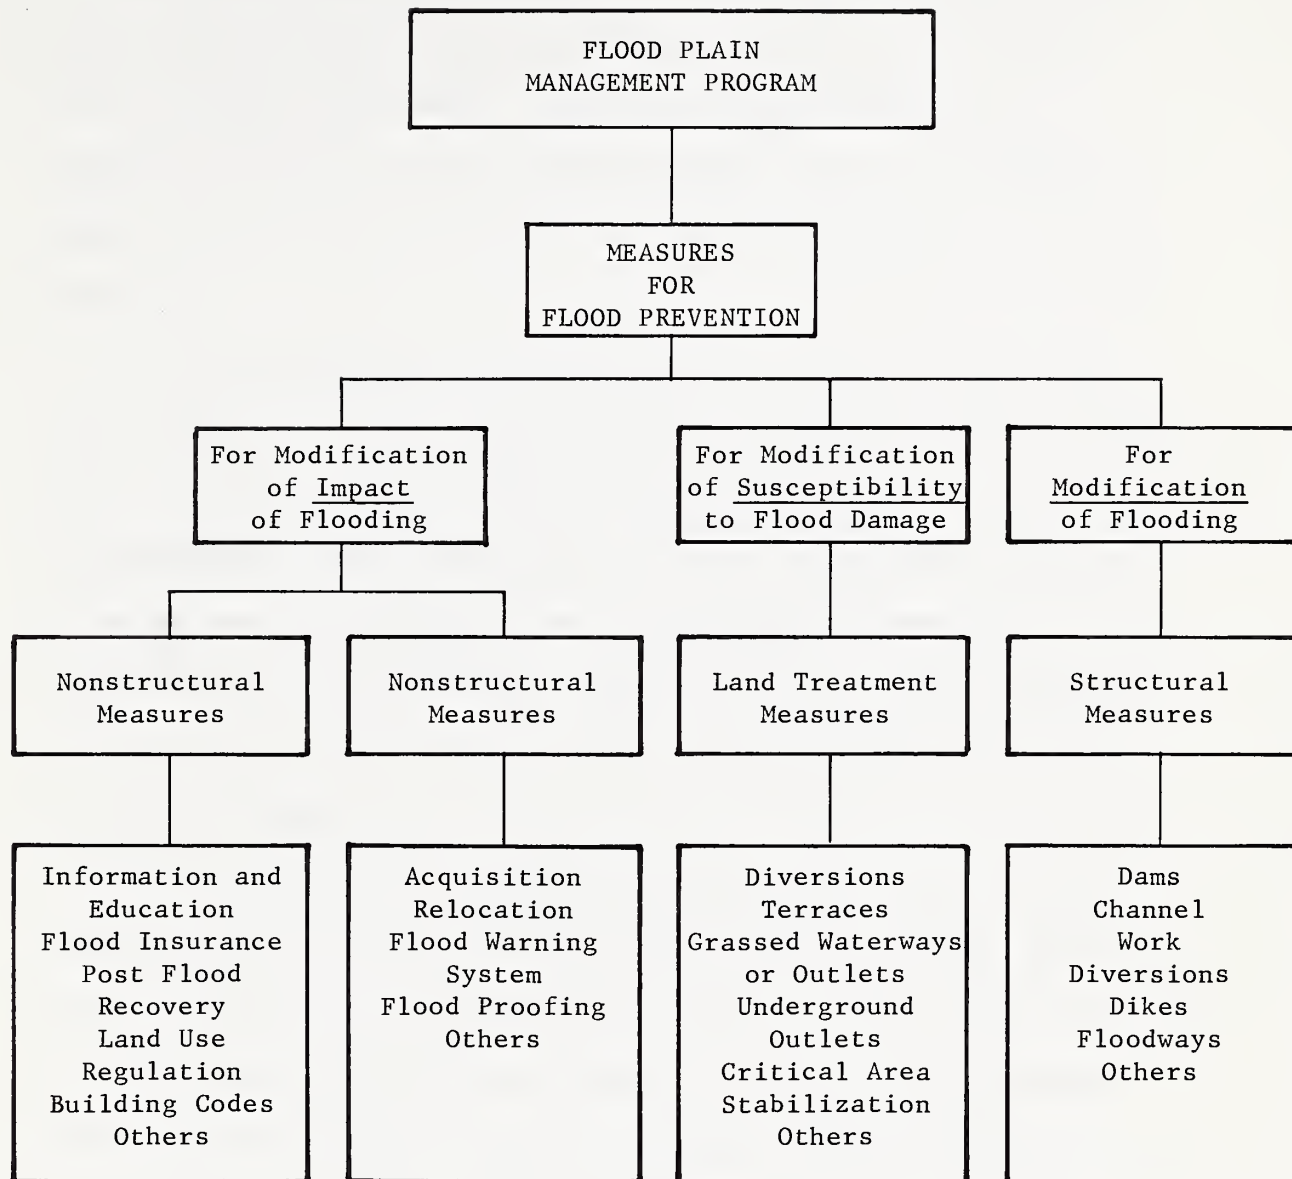 FLOOD PLAIN
MANAGEMENT PROGRAM
MEASURES
FOR
FLOOD PREVENTION
For Modification
of Impact
of Flooding
For Modification
of Susceptibility
to Flood Damage
For
Modification
of Flooding
Nonstructural
Measures
Nonstructural
Measures
Land Treatment
Measures
Structural
Measures
Information and
Education
Flood Insurance
Post Flood
Recovery
Land Use
Regulation
Building Codes
Others
Acquisition
Relocation
Flood Warning
System
Flood Proofing
Others
Diversions
Terraces
Grassed Waterways
or Outlets
Underground
Outlets
Critical Area
Stabilization
Others
Dams
Channel
Work
Diversions
Dikes
Floodways
Others